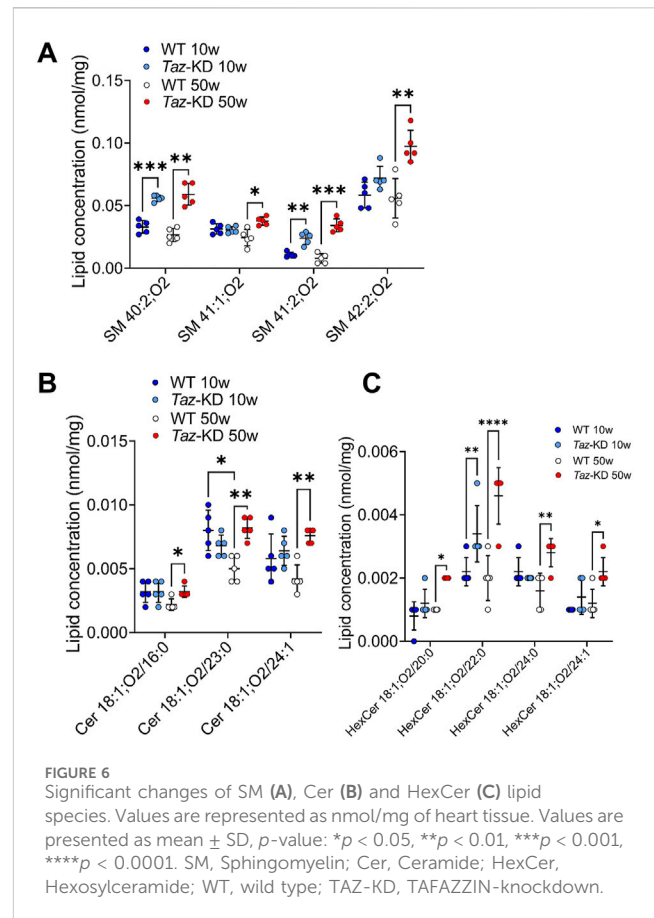 A
WT 10w
Taz-KD 10w
WT 50w
Taz-KD 50w
Lipid concentration (nmol/mg)
0.15
0.10
0.05
0.00
*** ** * ** *** **
SM 40:2;O2
SM 41:1;O2
SM 41:2;O2
SM 42:2;O2
B
WT 10w
Taz-KD 10w
WT 50w
Taz-KD 50w
Lipid concentration (nmol/mg)
0.015
0.010
0.005
0.000
* * ** **
Cer 18:1;O2/16:0
Cer 18:1;O2/23:0
Cer 18:1;O2/24:1
C
WT 10w
Taz-KD 10w
WT 50w
Taz-KD 50w
Lipid concentration (nmol/mg)
0.006
0.004
0.002
0.000
* ** **** ** *
HexCer 18:1;O2/20:0
HexCer 18:1;O2/22:0
HexCer 18:1;O2/24:0
HexCer 18:1;O2/24:1
FIGURE 6
Significant changes of SM (A), Cer (B) and HexCer (C) lipid
species. Values are represented as nmol/mg of heart tissue. Values are
presented as mean ± SD, p-value: *p < 0.05, **p < 0.01, ***p < 0.001,
****p < 0.0001. SM, Sphingomyelin; Cer, Ceramide; HexCer,
Hexosylceramide; WT, wild type; TAZ-KD, TAFAZZIN-knockdown.